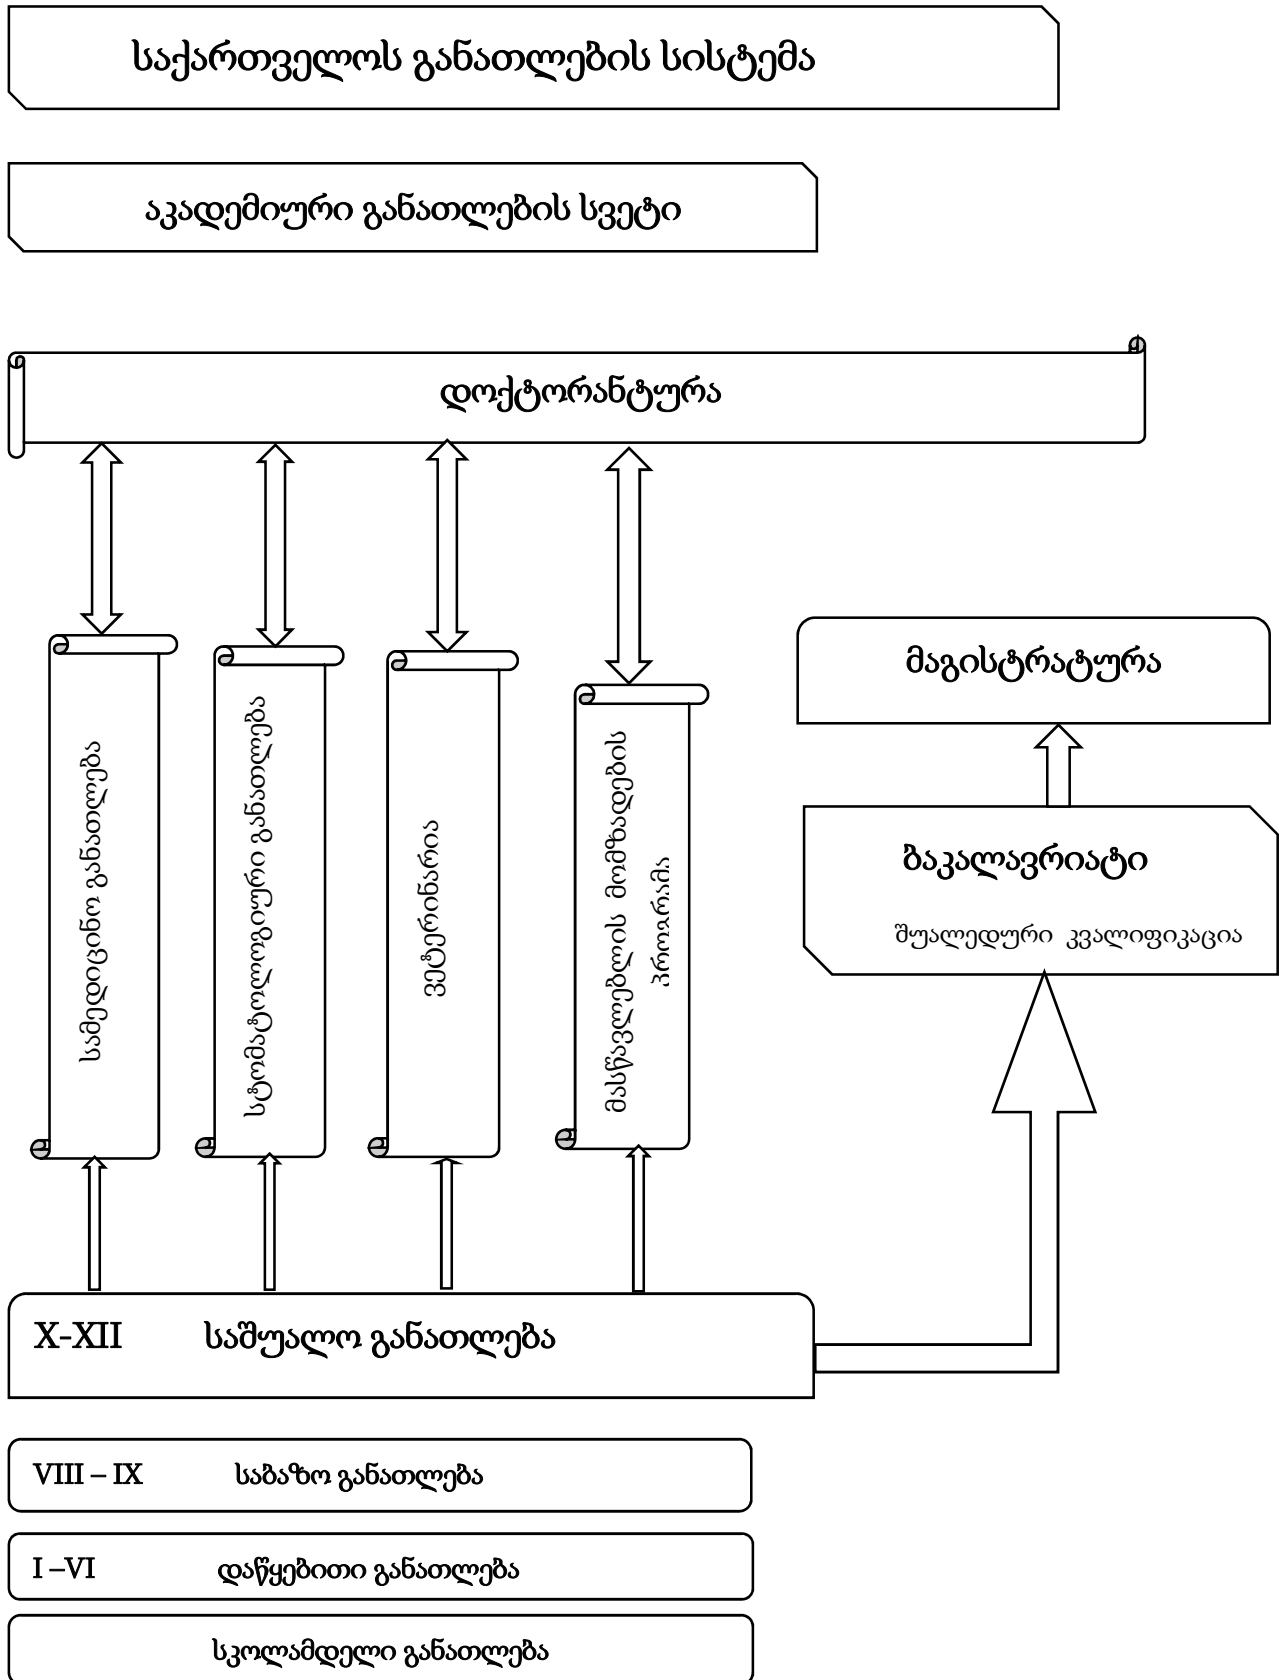 საქართველოს განათლების სისტემა
აკადემიური განათლების სვეტი
დოქტორანტურა
სამედიცინო განათლება
სტომატოლოგიური განათლება
ვეტერინარია
მასწავლებლის მომზადების
პროგრამა
მაგისტრატურა
ბაკალავრიატი
შუალედური კვალიფიკაცია
X-XII საშუალო განათლება
VIII – IX საბაზო განათლება
I –VI დაწყებითი განათლება
სკოლამდელი განათლება